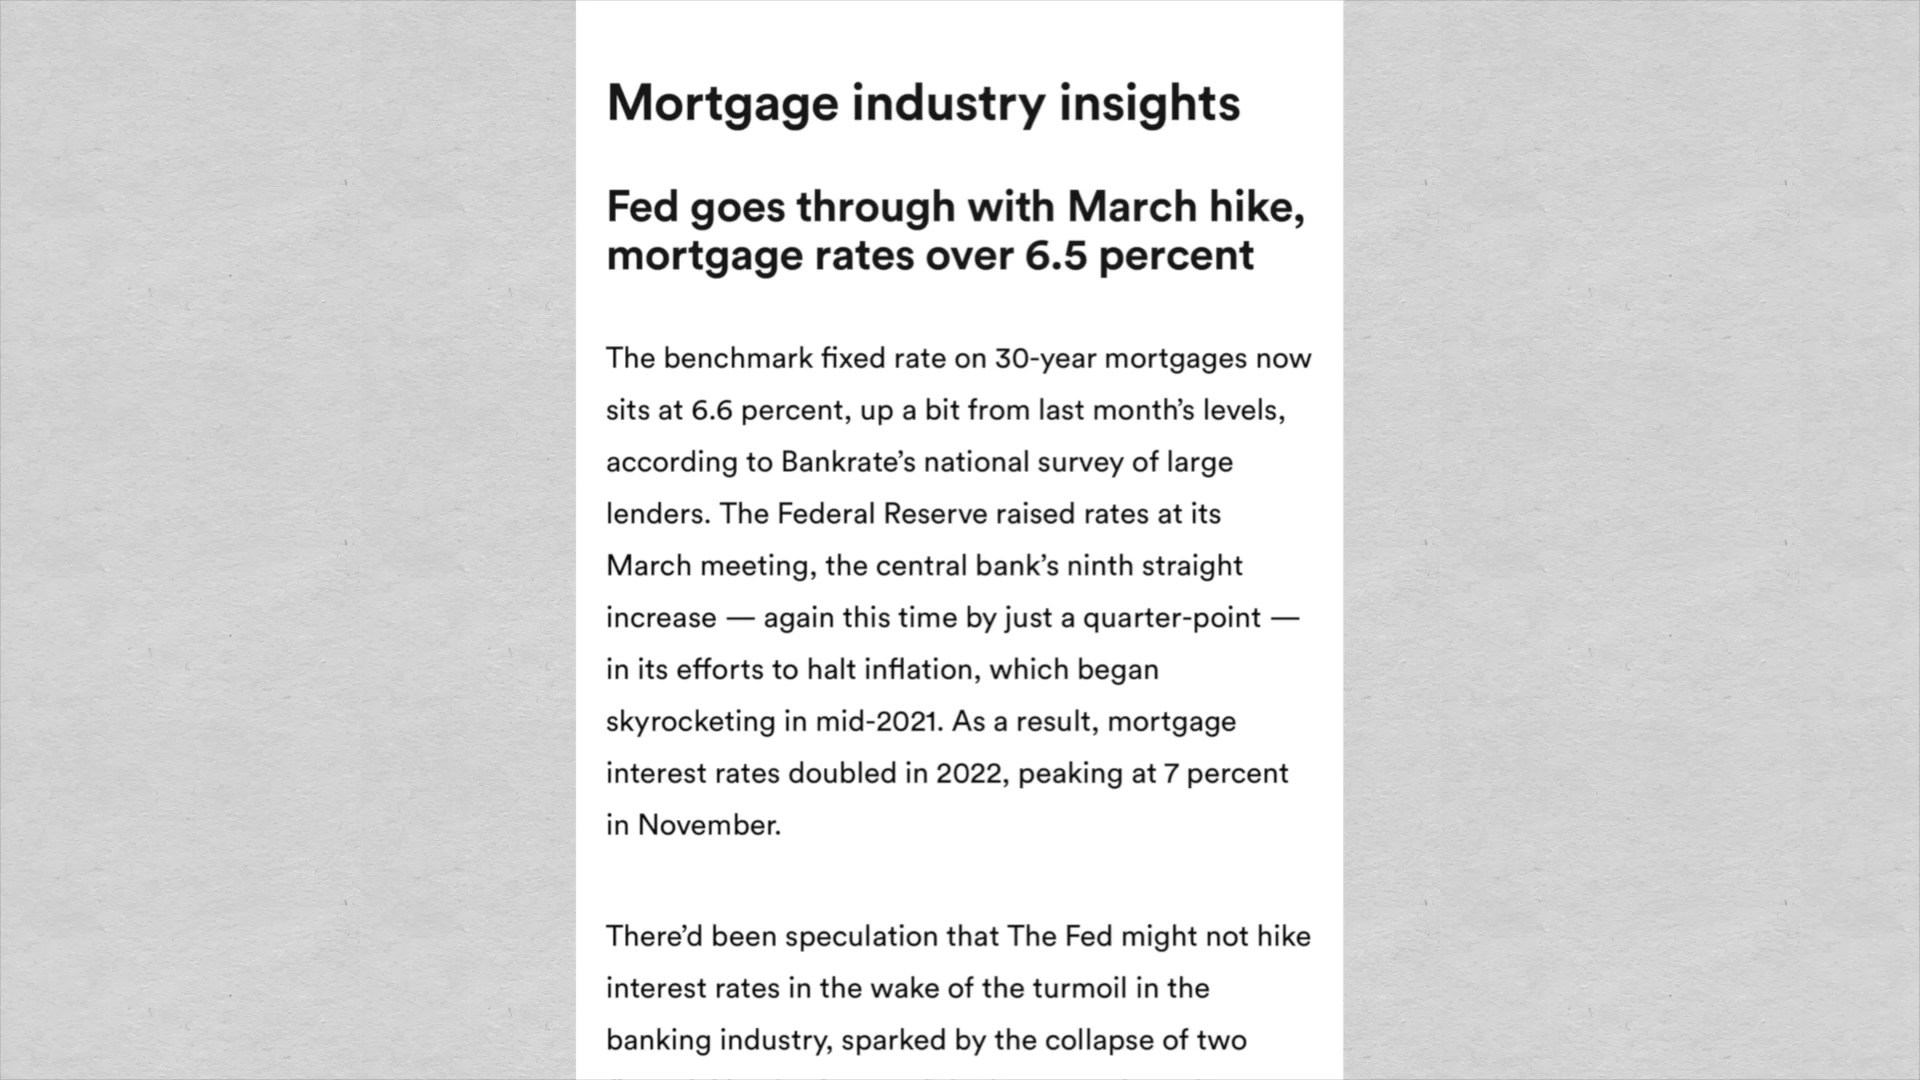 Mortgage industry insights
Fed goes through with March hike,
mortgage rates over 6.5 percent
The benchmark fixed rate on 30-year mortgages now
sits at 6.6 percent, up a bit from last month’s levels,
according to Bankrate’s national survey of large
lenders. The Federal Reserve raised rates at its
March meeting, the central bank’s ninth straight
increase — again this time by just a quarter-point —
in its efforts to halt inflation, which began
skyrocketing in mid-2021. As a result, mortgage
interest rates doubled in 2022, peaking at 7 percent
in November.
There’d been speculation that The Fed might not hike
interest rates in the wake of the turmoil in the
banking industry, sparked by the collapse of two